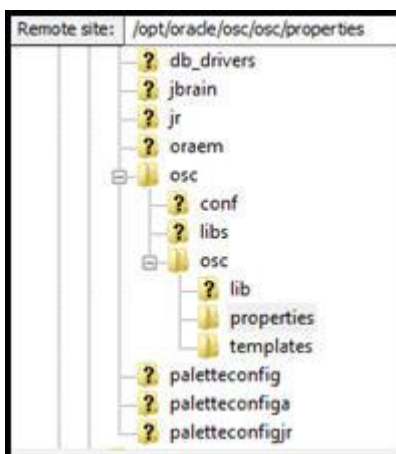 Remote site: /opt/oracle/osc/osc/properties
db_drivers
jbrain
jr
oraem
osc
conf
libs
osc
lib
properties
templates
paletteconfig
paletteconfiga
paletteconfigjr